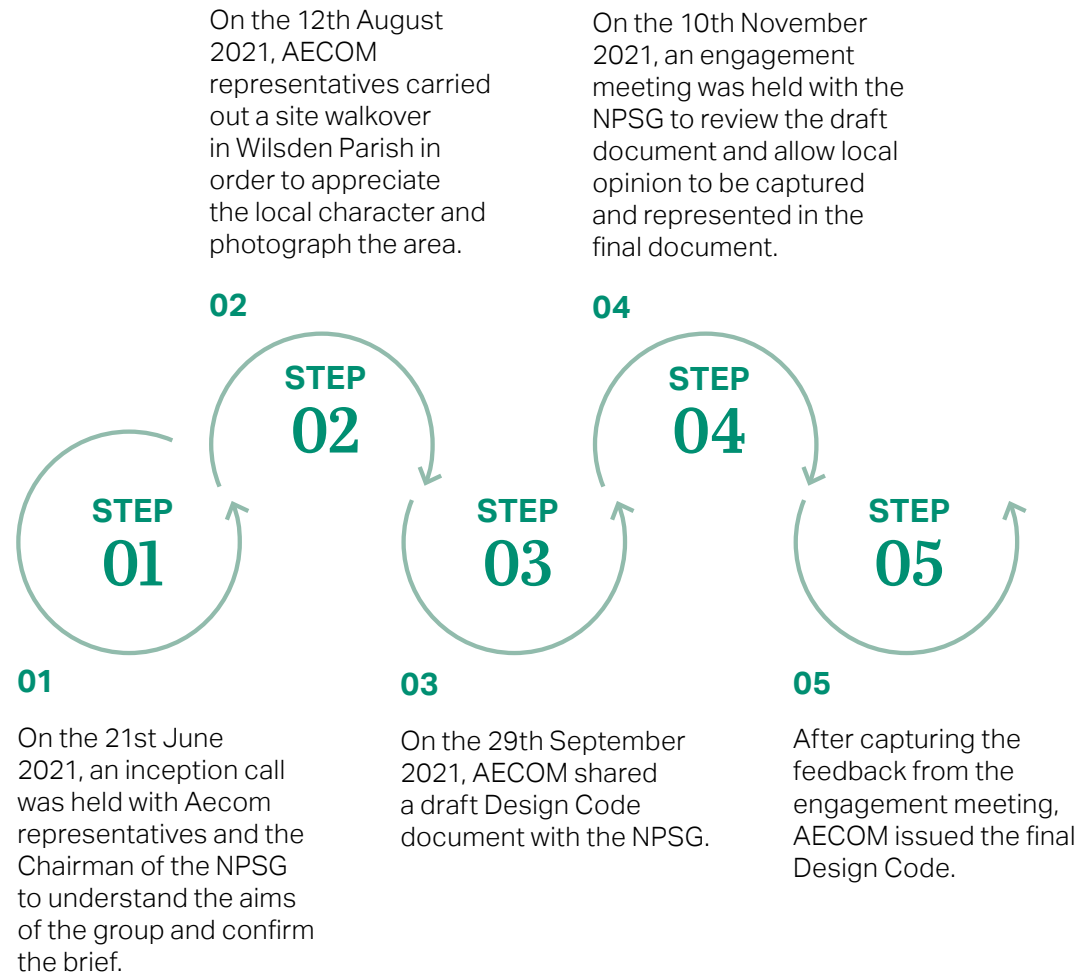 On the 12th August
2021, AECOM
representatives carried
out a site walkover
in Wilsden Parish in
order to appreciate
the local character and
photograph the area.
On the 10th November
2021, an engagement
meeting was held with the
NPSG to review the draft
document and allow local
opinion to be captured
and represented in the
final document.
02
04
STEP
02
STEP
04
STEP
01
STEP
03
STEP
05
01
On the 21st June
2021, an inception call
was held with Aecom
representatives and the
Chairman of the NPSG
to understand the aims
of the group and confirm
the brief.
03
On the 29th September
2021, AECOM shared
a draft Design Code
document with the NPSG.
05
After capturing the
feedback from the
engagement meeting,
AECOM issued the final
Design Code.